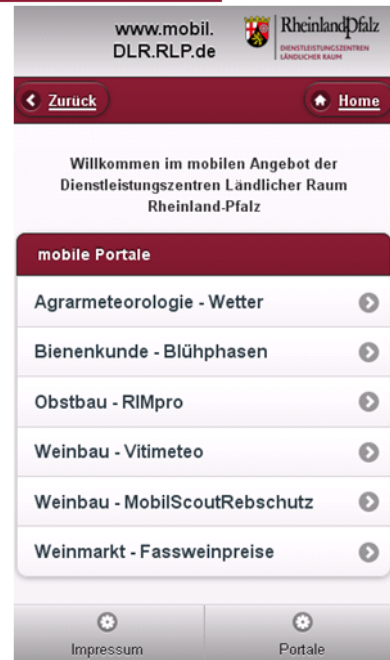 www.mobil.
DLR.RLP.de
RheinlandPfalz
DIENSTLEISTUNGSZENTREN
LÄNDLICHER RAUM
Zurück
Home
Willkommen im mobilen Angebot der
Dienstleistungszentren Ländlicher Raum
Rheinland-Pfalz
mobile Portale
Agrarmeteorologie - Wetter
Bienenkunde - Blühphasen
Obstbau - RIMpro
Weinbau - Vitimeteo
Weinbau - MobilScoutRebschutz
Weinmarkt - Fassweinpreise
Impressum
Portale